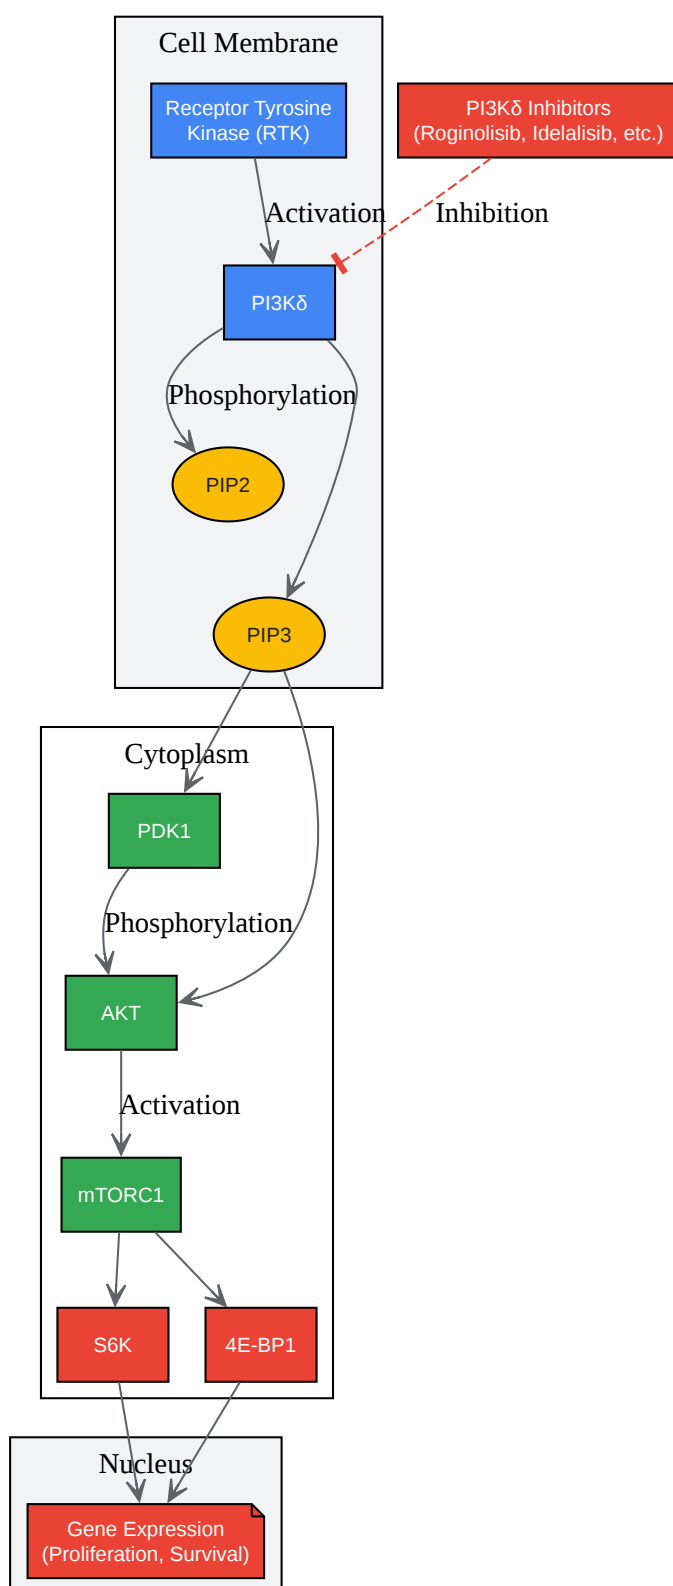 Cell Membrane
Receptor Tyrosine
Kinase (RTK)
PI3Kδ Inhibitors
(Roginolisib, Idelalisib, etc.)
Activation
Inhibition
PI3Kδ
Phosphorylation
PIP2
PIP3
Cytoplasm
PDK1
Phosphorylation
AKT
Activation
mTORC1
S6K
4E-BP1
Nucleus
Gene Expression
(Proliferation, Survival)